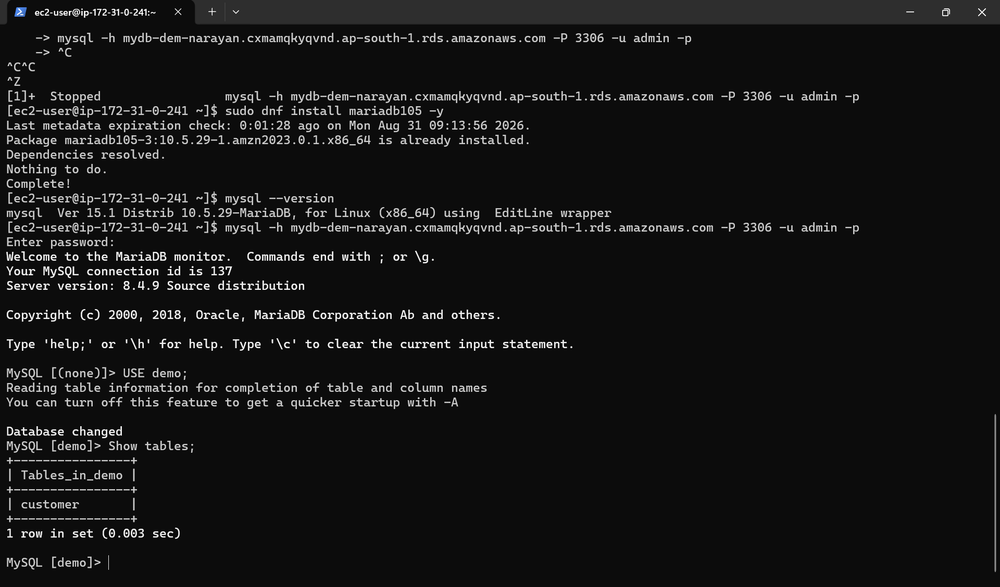 ec2-user@ip-172-31-0-241:~
    -> mysql -h mydb-dem-narayan.cxmamqkyqvnd.ap-south-1.rds.amazonaws.com -P 3306 -u admin -p
    -> ^C
^C^C
^Z
[1]+  Stopped                 mysql -h mydb-dem-narayan.cxmamqkyqvnd.ap-south-1.rds.amazonaws.com -P 3306 -u admin -p
[ec2-user@ip-172-31-0-241 ~]$ sudo dnf install mariadb105 -y
Last metadata expiration check: 0:01:28 ago on Mon Aug 31 09:13:56 2026.
Package mariadb105-3:10.5.29-1.amzn2023.0.1.x86_64 is already installed.
Dependencies resolved.
Nothing to do.
Complete!
[ec2-user@ip-172-31-0-241 ~]$ mysql --version
mysql  Ver 15.1 Distrib 10.5.29-MariaDB, for Linux (x86_64) using  EditLine wrapper
[ec2-user@ip-172-31-0-241 ~]$ mysql -h mydb-dem-narayan.cxmamqkyqvnd.ap-south-1.rds.amazonaws.com -P 3306 -u admin -p
Enter password:
Welcome to the MariaDB monitor.  Commands end with ; or \g.
Your MySQL connection id is 137
Server version: 8.4.9 Source distribution

Copyright (c) 2000, 2018, Oracle, MariaDB Corporation Ab and others.

Type 'help;' or '\h' for help. Type '\c' to clear the current input statement.

MySQL [(none)]> USE demo;
Reading table information for completion of table and column names
You can turn off this feature to get a quicker startup with -A

Database changed
MySQL [demo]> Show tables;
+----------------+
| Tables_in_demo |
+----------------+
| customer       |
+----------------+
1 row in set (0.003 sec)

MySQL [demo]>